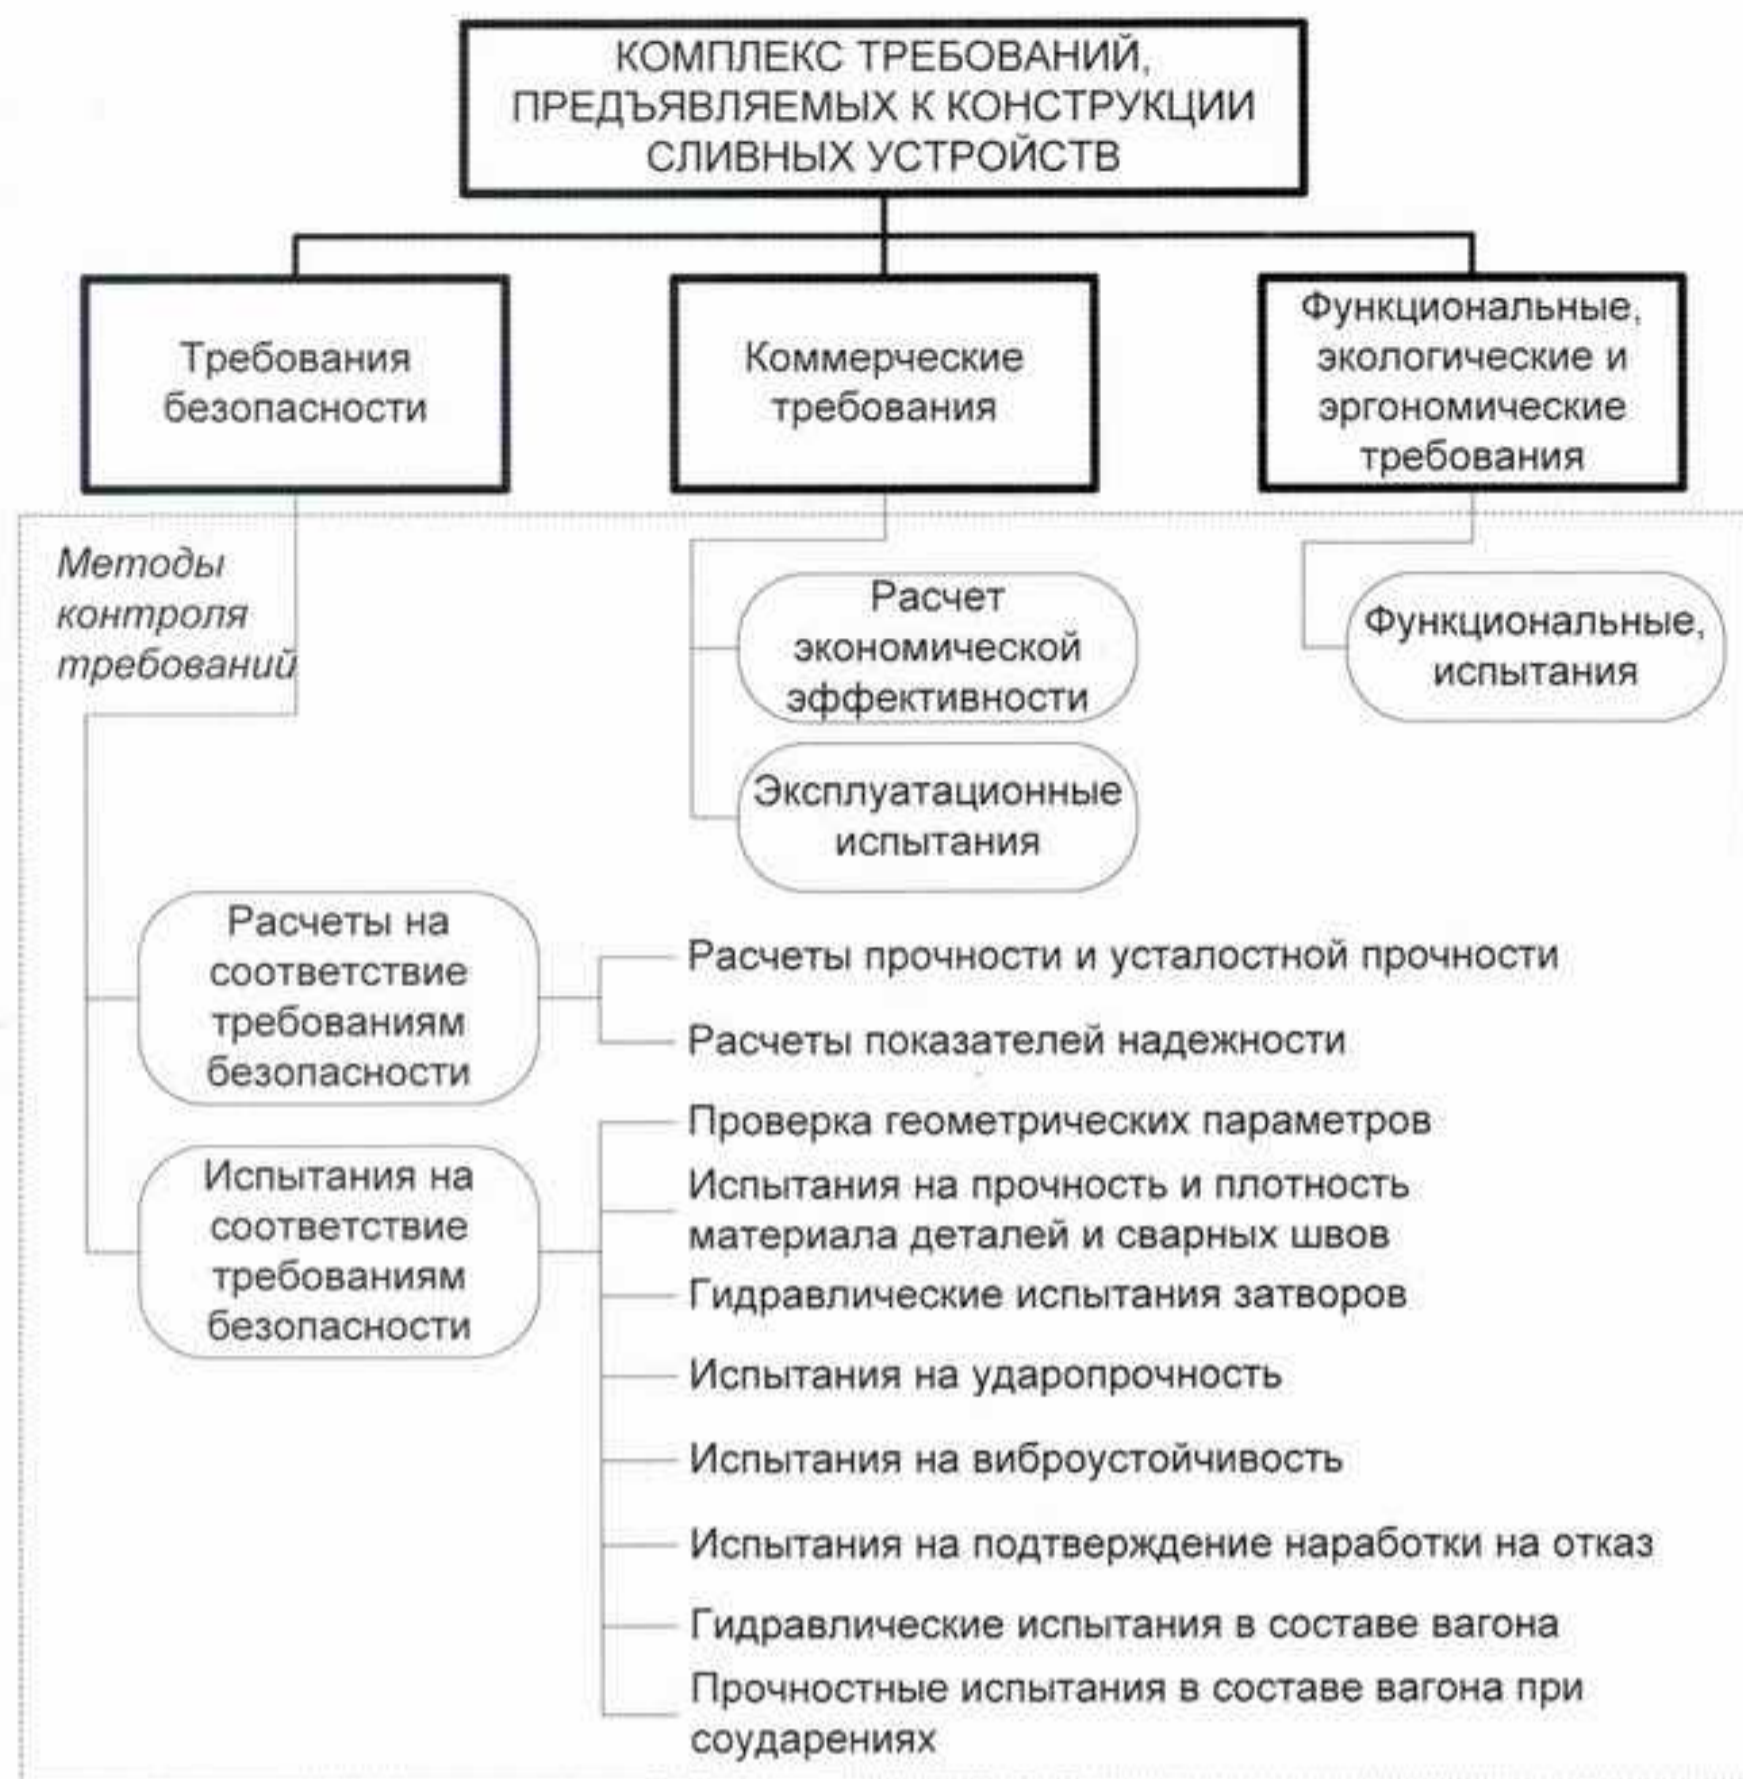 КОМПЛЕКС ТРЕБОВАНИЙ,
ПРЕДЪЯВЛЯЕМЫХ К КОНСТРУКЦИИ
СЛИВНЫХ УСТРОЙСТВ
Требования
безопасности
Коммерческие
требования
Функциональные,
экологические и
эргономические
требования
Методы
контроля
требований
Расчет
экономической
эффективности
Эксплуатационные
испытания
Функциональные,
испытания
Расчеты на
соответствие
требованиям
безопасности
Расчеты прочности и усталостной прочности
Расчеты показателей надежности
Испытания на
соответствие
требованиям
безопасности
Проверка геометрических параметров
Испытания на прочность и плотность
материала деталей и сварных швов
Гидравлические испытания затворов
Испытания на ударопрочность
Испытания на виброустойчивость
Испытания на подтверждение наработки на отказ
Гидравлические испытания в составе вагона
Прочностные испытания в составе вагона при
соударениях